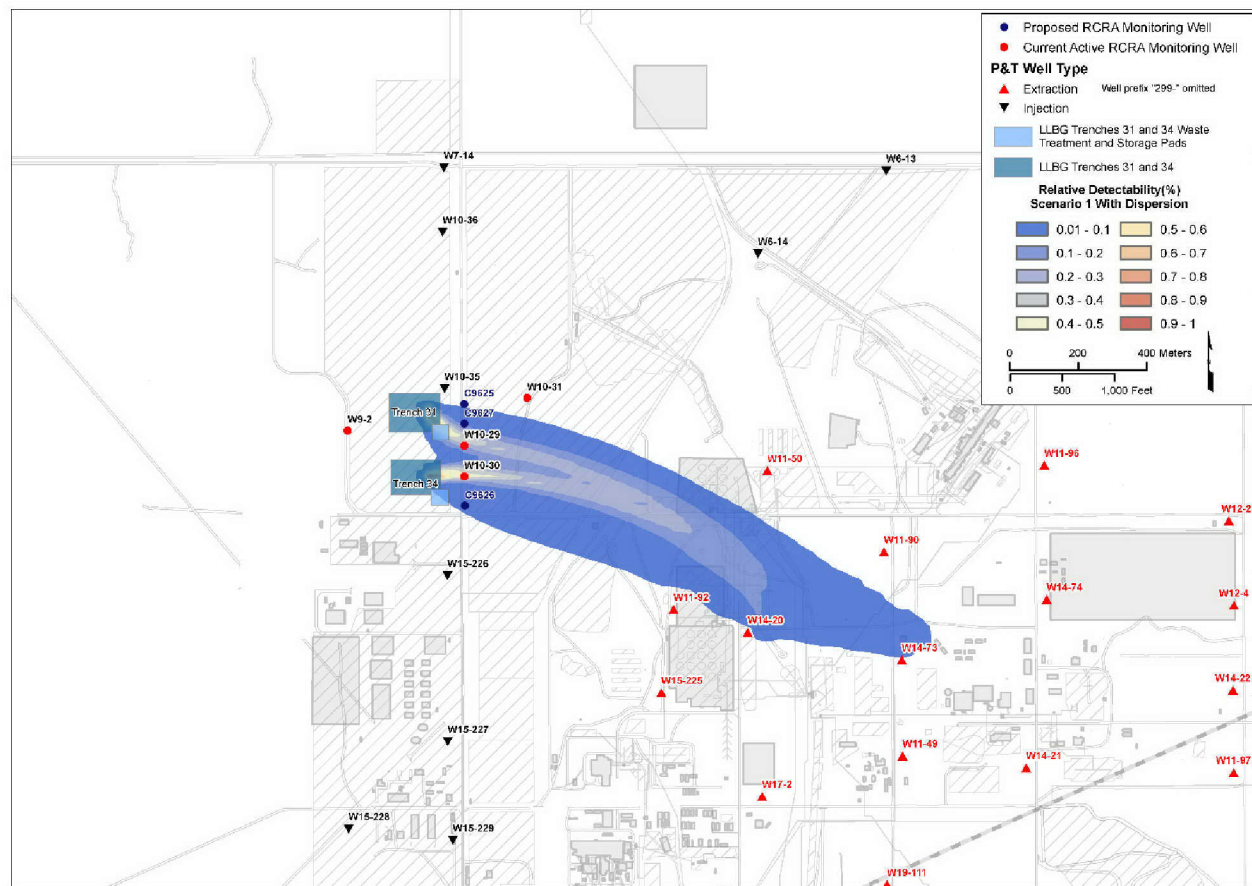 Proposed RCRA Monitoring Well
Current Active RCRA Monitoring Well
P&T Well Type
Extraction Well prefix "299-" omitted
Injection
LLBG Trenches 31 and 34 Waste
Treatment and Storage Pads
LLBG Trenches 31 and 34
Relative Detectability(%)
Scenario 1 With Dispersion
0.01 - 0.1 0.5 - 0.6
0.1 - 0.2 0.6 - 0.7
0.2 - 0.3 0.7 - 0.8
0.3 - 0.4 0.8 - 0.9
0.4 - 0.5 0.9 - 1
0 200 400 Meters
0 500 1,000 Feet
W7-14
W6-13
W10-36
W6-14
W10-35
C9625
W10-31
Trench 31
C9627
W9-2
W10-29
W10-30
Trench 34
C9626
W11-50
W11-96
W12-2
W11-90
W15-226
W11-92
W14-20
W14-74
W12-4
W14-73
W15-225
W14-22
W15-227
W11-49
W14-21
W11-97
W17-2
W15-228
W15-229
W19-111